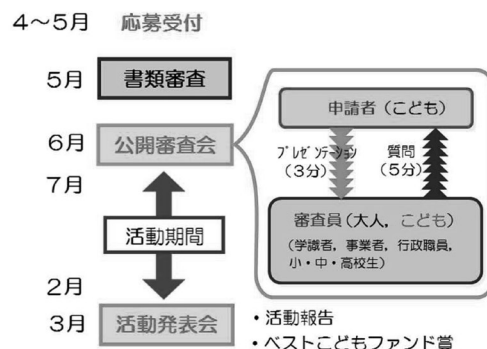 4～5月　応募受付
5月　書類審査
6月　公開審査会
7月
活動期間
2月
3月　活動発表会
申請者（こども）
プレゼンテーション
（3分）
質問
（5分）
審査員（大人，こども）
（学識者，事業者，行政職員，
小・中・高校生）
・活動報告
・ベストこどもファンド賞